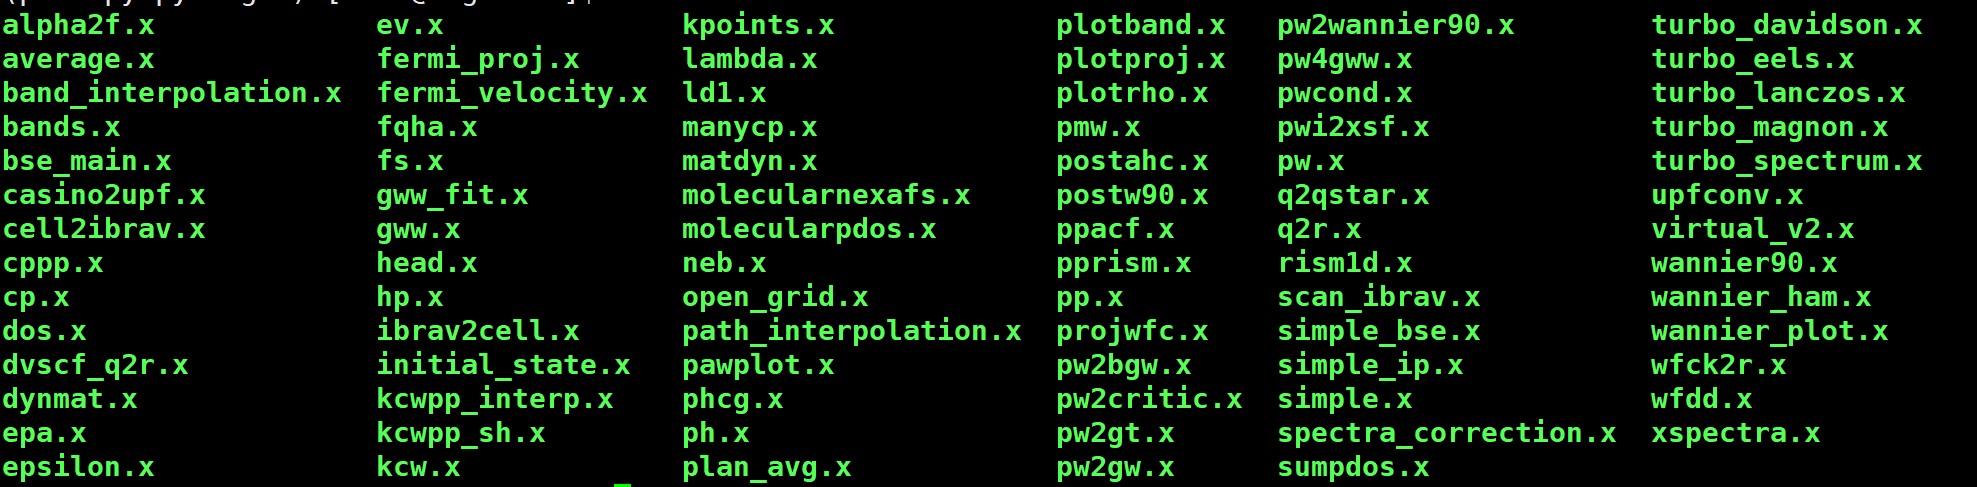 alpha2f.x ev.x kpoints.x plotband.x pw2wannier90.x turbo_davidson.x
average.x fermi_proj.x lambda.x plotproj.x pw4gww.x turbo_eels.x
band_interpolation.x fermi_velocity.x ld1.x plotrho.x pwcond.x turbo_lanczos.x
bands.x fqha.x manycp.x pmw.x pwi2xsf.x turbo_magnon.x
bse_main.x fs.x matdyn.x postahc.x pw.x turbo_spectrum.x
casino2upf.x gww_fit.x molecularnexafs.x postw90.x q2qstar.x upfconv.x
cell2ibrav.x gww.x molecularpdos.x ppacf.x q2r.x virtual_v2.x
cppp.x head.x neb.x pprism.x rism1d.x wannier90.x
cp.x hp.x open_grid.x pp.x scan_ibrav.x wannier_ham.x
dos.x ibrav2cell.x path_interpolation.x projwfc.x simple_bse.x wannier_plot.x
dvscf_q2r.x initial_state.x pawplot.x pw2bgw.x simple_ip.x wfck2r.x
dynmat.x kcwpp_interp.x phcg.x pw2critic.x simple.x wfdd.x
epa.x kcwpp_sh.x ph.x pw2gt.x spectra_correction.x xspectra.x
epsilon.x kcw.x plan_avg.x pw2gw.x sumpdos.x